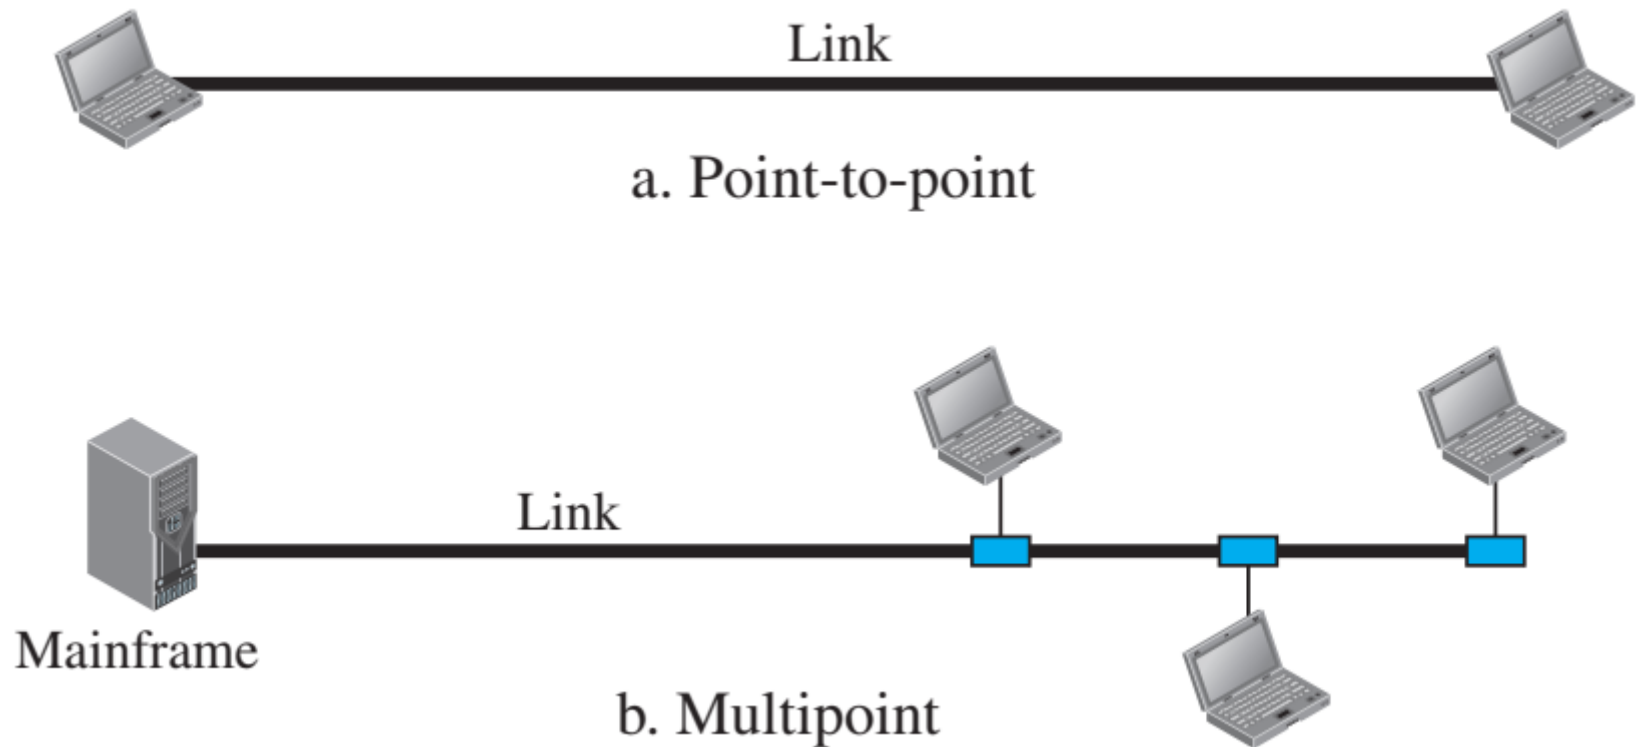 Link
a. Point-to-point
Link
Mainframe
b. Multipoint